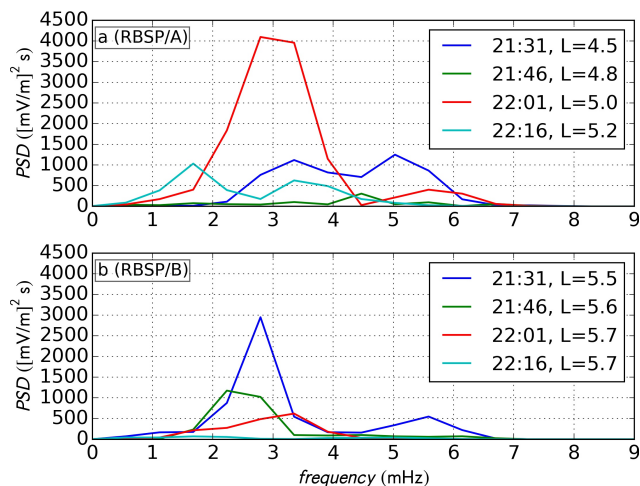 4500
4000
3500
3000
2500
2000
1500
1000
500
0
PSD ([mV/m]² s)
a (RBSP/A)
21:31, L=4.5
21:46, L=4.8
22:01, L=5.0
22:16, L=5.2
0 1 2 3 4 5 6 7 8 9
4500
4000
3500
3000
2500
2000
1500
1000
500
0
PSD ([mV/m]² s)
b (RBSP/B)
21:31, L=5.5
21:46, L=5.6
22:01, L=5.7
22:16, L=5.7
0 1 2 3 4 5 6 7 8 9
frequency (mHz)